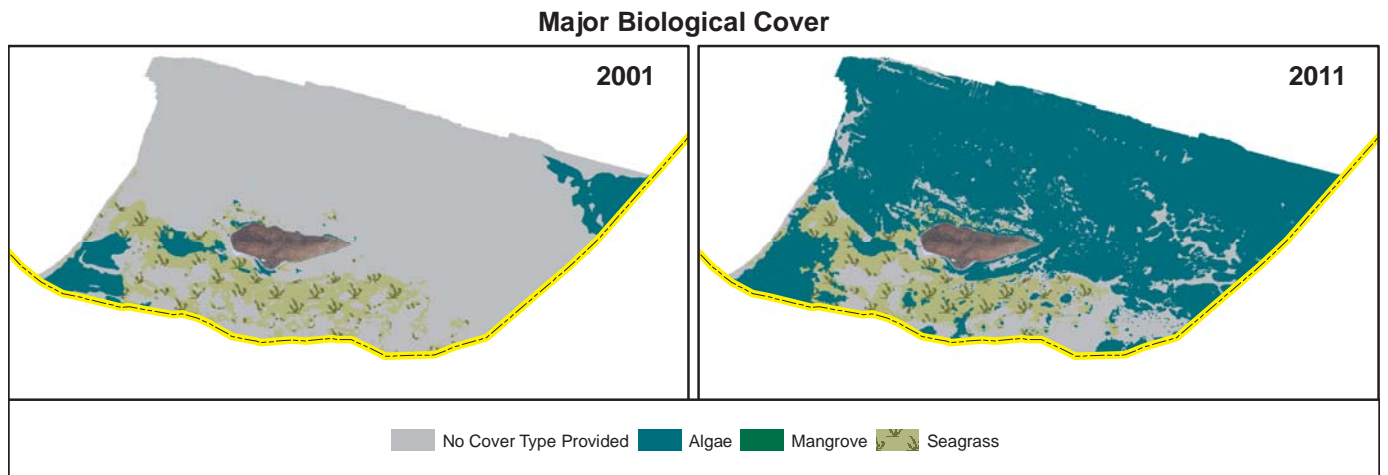 Major Biological Cover
2001
2011
No Cover Type Provided
Algae
Mangrove
Seagrass